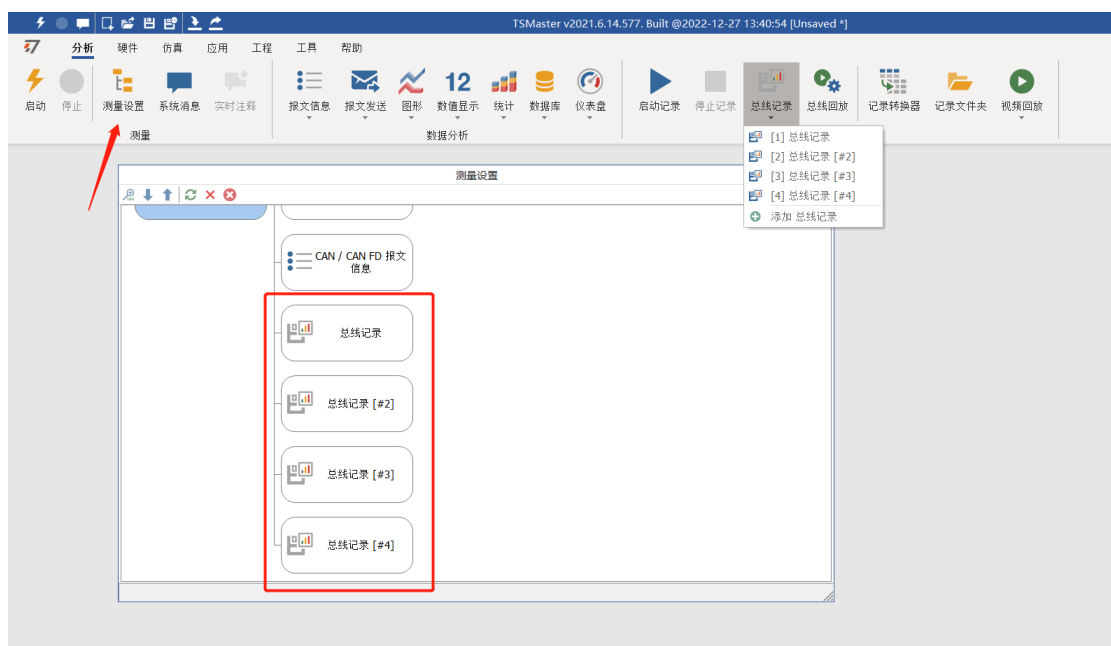 TSMaster v2021.6.14.577. Built @2022-12-27 13:40:54 [Unsaved *]
分析 硬件 仿真 应用 工程 工具 帮助
12
启动 停止 测量设置 系统消息 实时注释 报文信息 报文发送 图形 数值显示 统计 数据库 仪表盘 启动记录 停止记录 总线记录 总线回放 记录转换器 记录文件夹 视频回放
测量 数据分析
[1] 总线记录
[2] 总线记录 [#2]
[3] 总线记录 [#3]
[4] 总线记录 [#4]
添加 总线记录
测量设置
CAN / CAN FD 报文
信息
总线记录
总线记录 [#2]
总线记录 [#3]
总线记录 [#4]